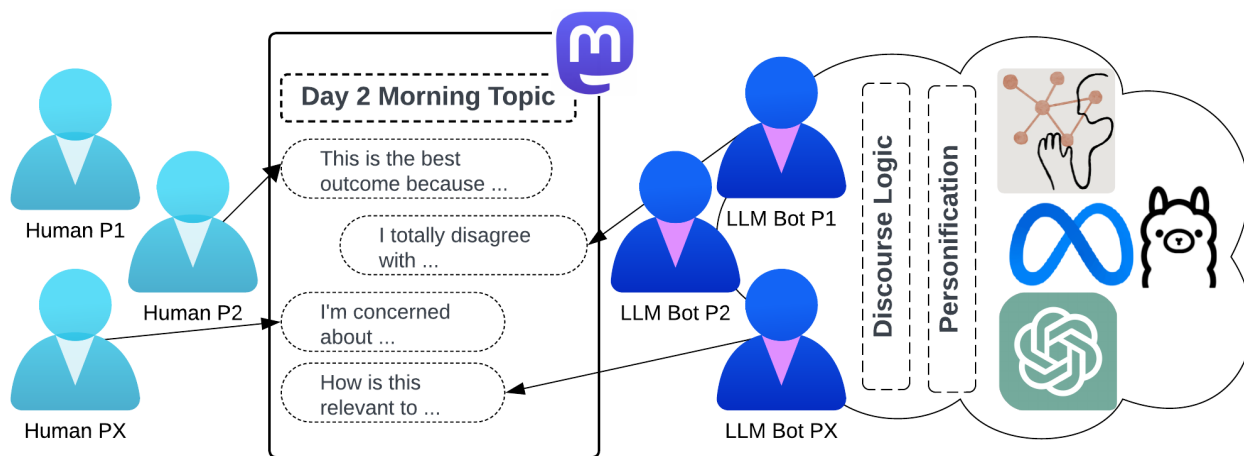 Day 2 Morning Topic
This is the best
outcome because ...
I totally disagree
with ...
I'm concerned
about ...
How is this
relevant to ...
Human P1
Human P2
Human PX
LLM Bot P1
LLM Bot P2
LLM Bot PX
Discourse Logic
Personification